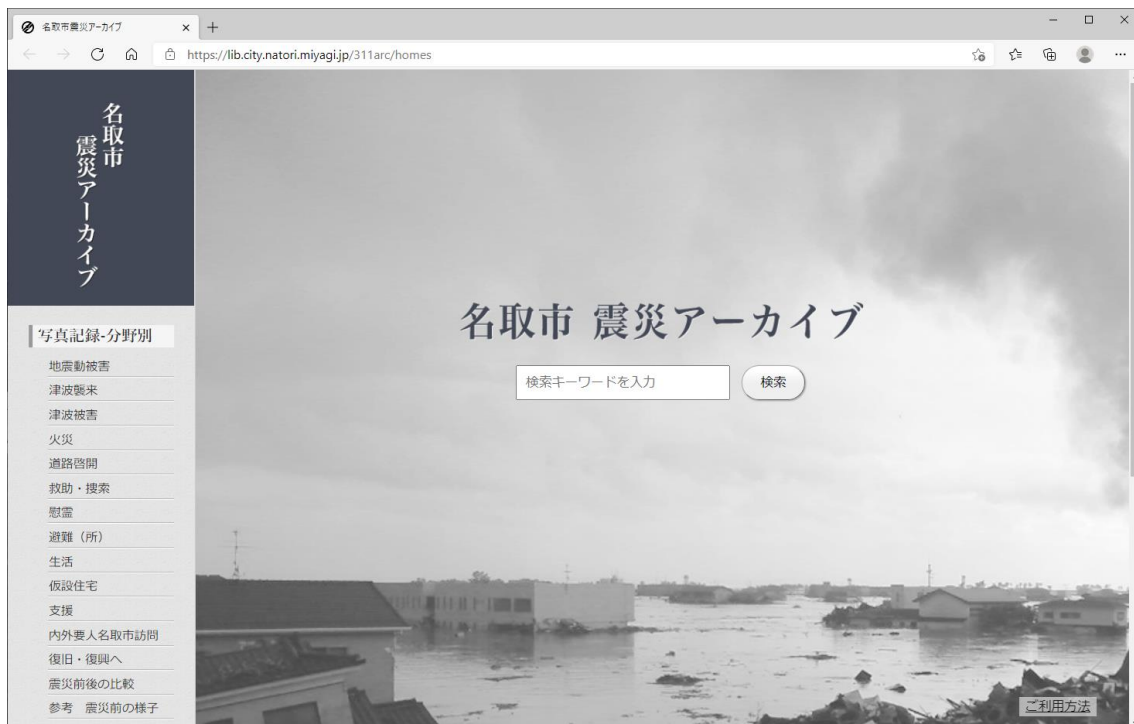 名取市震災アーカイブ
https://lib.city.natori.miyagi.jp/311arc/homes
名取市
震災アーカイブ
写真記録-分野別
地震動被害
津波襲来
津波被害
火災
道路啓開
救助・捜索
慰霊
避難（所）
生活
仮設住宅
支援
内外要人名取市訪問
復旧・復興へ
震災前後の比較
参考　震災前の様子
名取市 震災アーカイブ
検索キーワードを入力
検索
ご利用方法